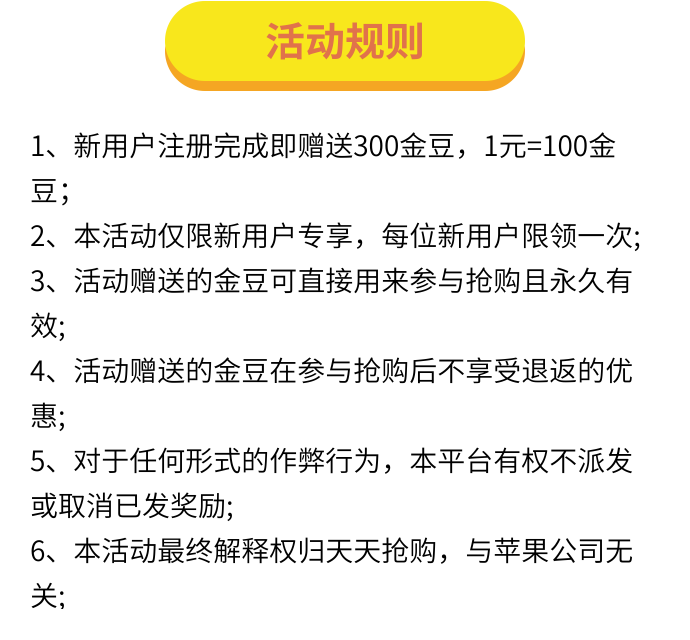 活动规则
1、新用户注册完成即赠送300金豆，1元=100金
豆；
2、本活动仅限新用户专享，每位新用户限领一次;
3、活动赠送的金豆可直接用来参与抢购且永久有
效;
4、活动赠送的金豆在参与抢购后不享受退返的优
惠;
5、对于任何形式的作弊行为，本平台有权不派发
或取消已发奖励;
6、本活动最终解释权归天天抢购，与苹果公司无
关;